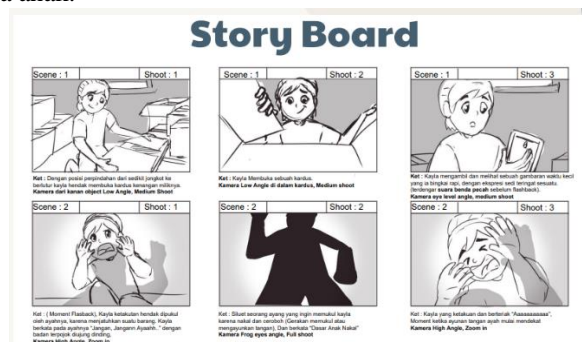 Story Board
Scene : 1 Shoot : 1
Scene : 1 Shoot : 2
Scene : 1 Shoot : 3
Ket : Dengan posisi perpindahan dari sedikit jongkot ke
berlutut kayla hendak membuka kardus kenangan miliknya.
Kamera dari kanan object Low Angle, Medium Shoot
Ket : Kayla Membuka sebuah kardus.
Kamera Low Angle di dalam kardus, Medium shoot
Ket : Kayla mengambil dan melihat sebuah gambaran waktu kecil
yang ia bingkai rapi, dengan ekspresi sedi teringat sesuatu
(terdengar suara benda pecah sebelum flashback).
Kamera eye level angle, medium shoot
Scene : 2 Shoot : 1
Scene : 2 Shoot : 2
Scene : 2 Shoot : 3
Ket : ( Moment Flasback), Kayla ketakutan hendak dipukul
oleh ayahnya, karena menjatuhkan suatu barang. Kayla
berkata pada ayahnya "Jangan, Jangann Ayaahh.." dengan
badan terpojok diujung dinding,
Kamera High Angle, Zoom in
Ket : Siluet seorang ayang yang ingin memukul kayla
karena nakal dan ceroboh (Gerakan memukul atau
mengayunkan tangan), Dan berkata "Dasar Anak Nakal"
Kamera Frog eyes angle, Full shoot
Ket : Kayla yang ketakuan dan berteriak "Aaaaaaaaaaa",
Moment ketika ayunan tangan ayah mulai mendekat
Kamera High Angle, Zoom in